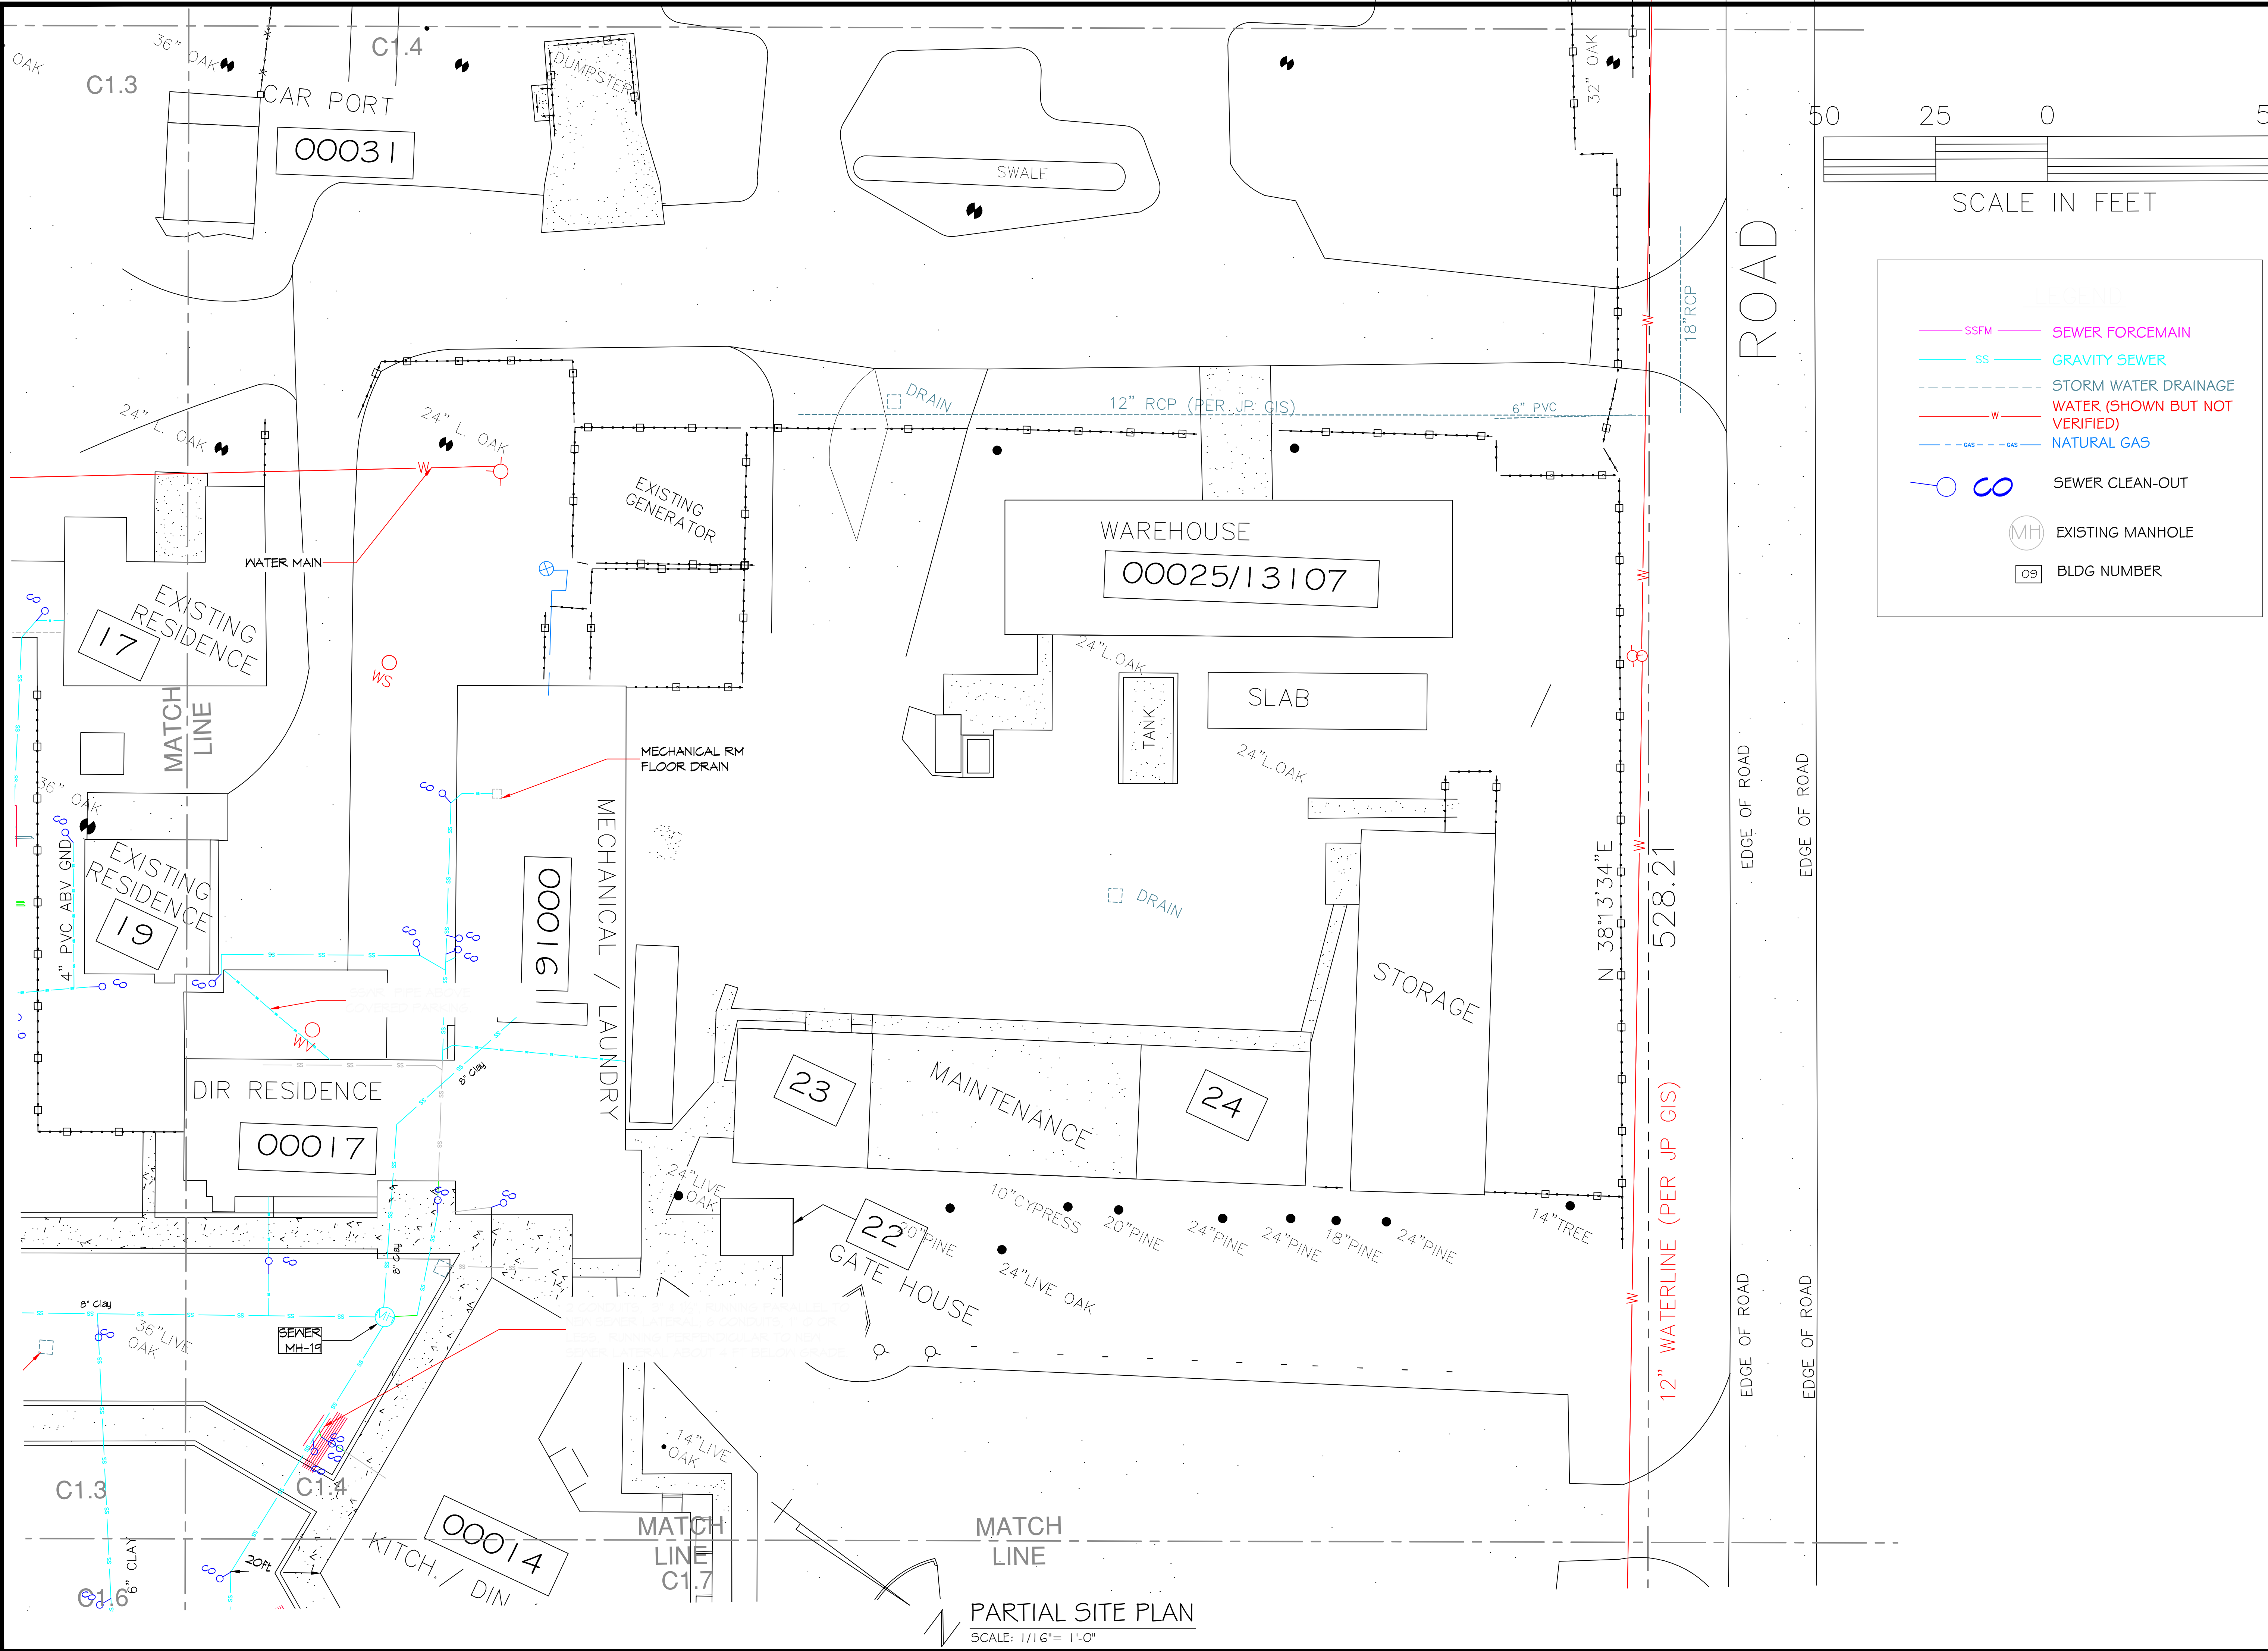 OAK
36" OAK
C1.3
C1.4
CAR PORT
00031
DUMPSTER
SWALE
32" OAK
50 25 0 5
SCALE IN FEET
ROAD
18"RCP
SSFM SEWER FORCEMAIN
SS GRAVITY SEWER
STORM WATER DRAINAGE
W WATER (SHOWN BUT NOT
VERIFIED)
GAS GAS NATURAL GAS
CO SEWER CLEAN-OUT
MH EXISTING MANHOLE
09 BLDG NUMBER
24" L. OAK
24" L. OAK
W
WATER MAIN
EXISTING
GENERATOR
DRAIN
12" RCP (PER JP GIS)
6" PVC
WAREHOUSE
00025/13107
EXISTING
RESIDENCE
17
WS
MATCH
LINE
24"L.OAK
TANK
SLAB
24"L.OAK
MECHANICAL RM
FLOOR DRAIN
36" OAK
EXISTING
RESIDENCE
19
4" PVC ABV GND
00016
MECHANICAL / LAUNDRY
DRAIN
STORAGE
N 38°13'34"E
528.21
EDGE OF ROAD
EDGE OF ROAD
WV
DIR RESIDENCE
00017
8" Clay
23
MAINTENANCE
24
12" WATERLINE (PER JP GIS)
24"LIVE
OAK
22
GATE HOUSE
10"CYPRESS
20"PINE
24"PINE
24"PINE
18"PINE
24"PINE
14"TREE
24"LIVE OAK
8" Clay
8" Clay
MH
SEWER
MH-19
36"LIVE
OAK
EDGE OF ROAD
EDGE OF ROAD
14"LIVE
OAK
C1.3
C1.4
00014
KITCH./ DIN
20ft
6" CLAY
C1.6
MATCH
LINE
C1.7
MATCH
LINE
N
PARTIAL SITE PLAN
SCALE: 1/16"= 1'-0"